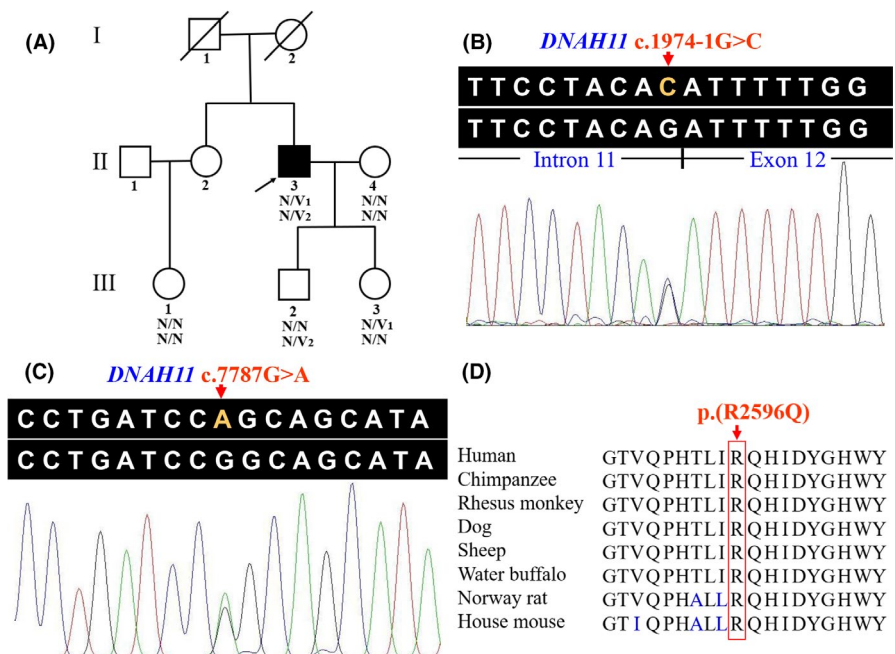 (A)
I
1 2
II
1 2 3 4
N/V1 N/N
N/V2 N/N
III
1 2 3
N/N N/N N/V1
N/N N/V2 N/N
(B)
DNAH11 c.1974-1G>C
TTCCTACACATTTTTGG
TTCCTACAGATTTTTGG
Intron 11 Exon 12
(C)
DNAH11 c.7787G>A
CCTGATCCAGCAGCATA
CCTGATCCGGCAGCATA
(D)
p.(R2596Q)
Human GTVQPHTLIRQHIDYGHWY
Chimpanzee GTVQPHTLIRQHIDYGHWY
Rhesus monkey GTVQPHTLIRQHIDYGHWY
Dog GTVQPHTLIRQHIDYGHWY
Sheep GTVQPHTLIRQHIDYGHWY
Water buffalo GTVQPHTLIRQHIDYGHWY
Norway rat GTVQPHALLRQHIDYGHWY
House mouse GTIQPHALLRQHIDYGHWY